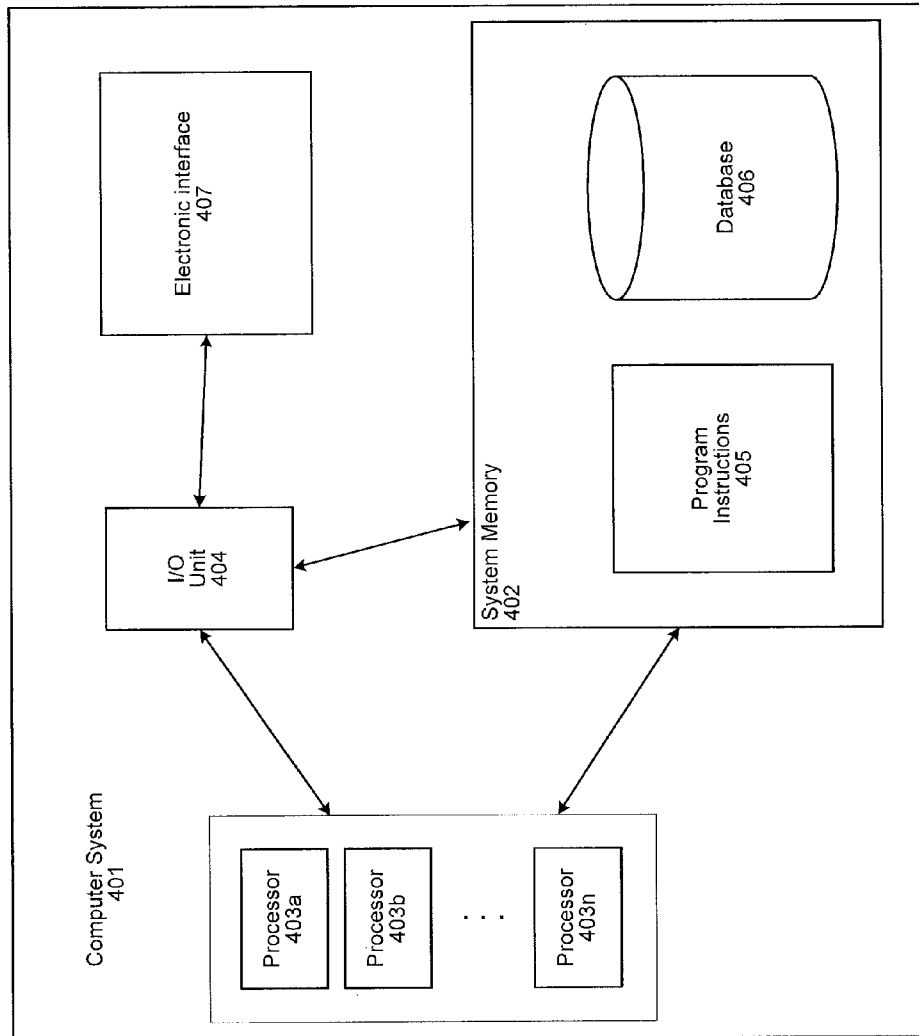 Computer System
401
Processor
403a
Processor
403b
. . .
Processor
403n
I/O
Unit
404
Electronic interface
407
System Memory
402
Program
Instructions
405
Database
406